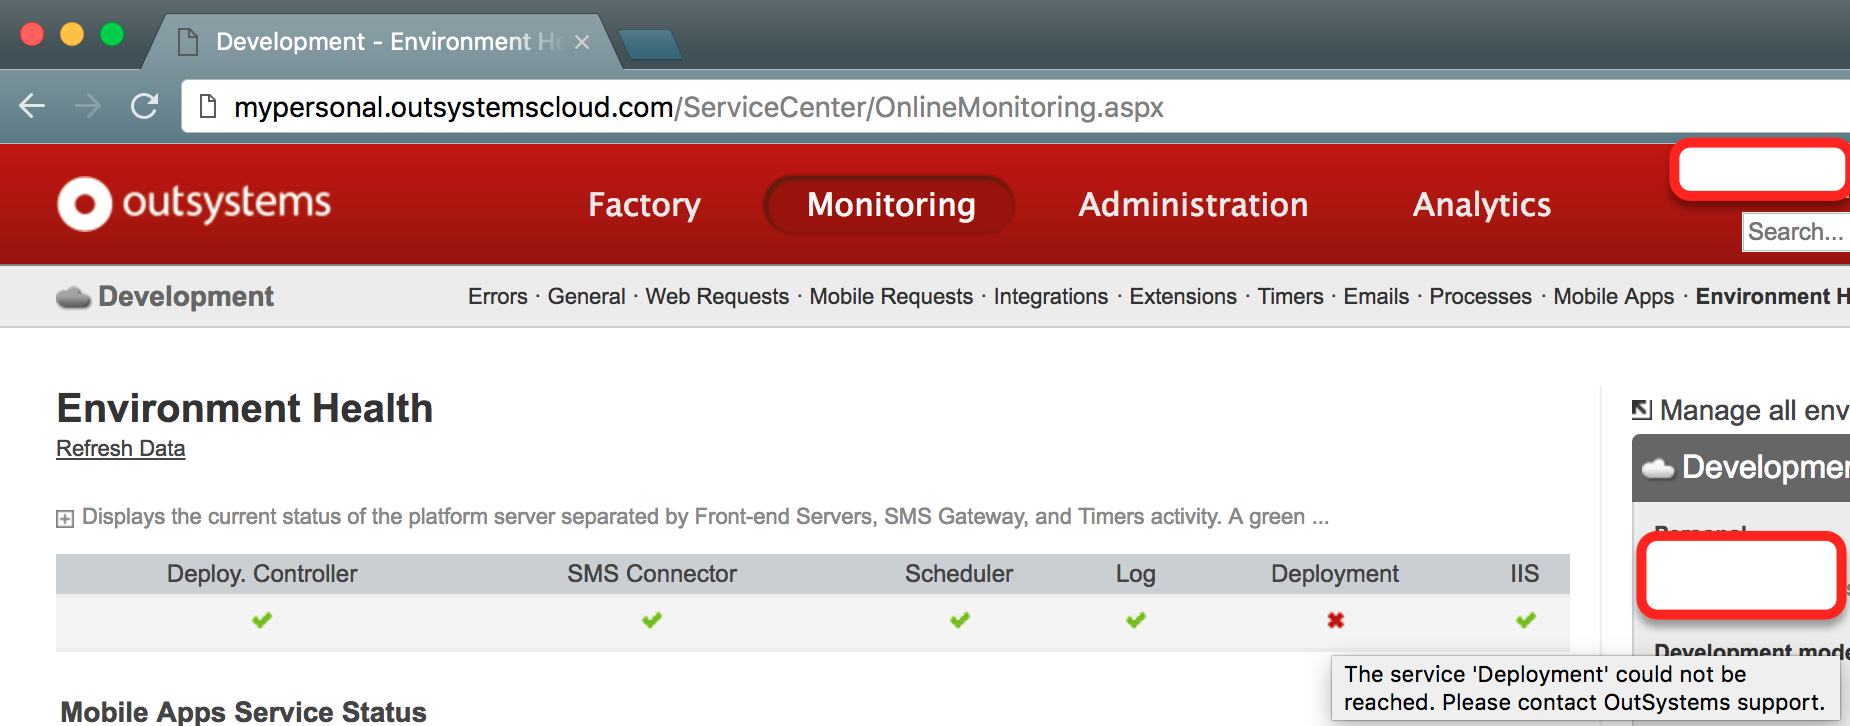 Development - Environment He
mypersonal.outsystemscloud.com/ServiceCenter/OnlineMonitoring.aspx
outsystems
Factory
Monitoring
Administration
Analytics
Search...
Development
Errors · General · Web Requests · Mobile Requests · Integrations · Extensions · Timers · Emails · Processes · Mobile Apps · Environment H
Environment Health
Refresh Data
Displays the current status of the platform server separated by Front-end Servers, SMS Gateway, and Timers activity. A green ...
Deploy. Controller SMS Connector Scheduler Log Deployment IIS
Mobile Apps Service Status
Manage all env
Developmen
Personal
Development mode
The service 'Deployment' could not be
reached. Please contact OutSystems support.